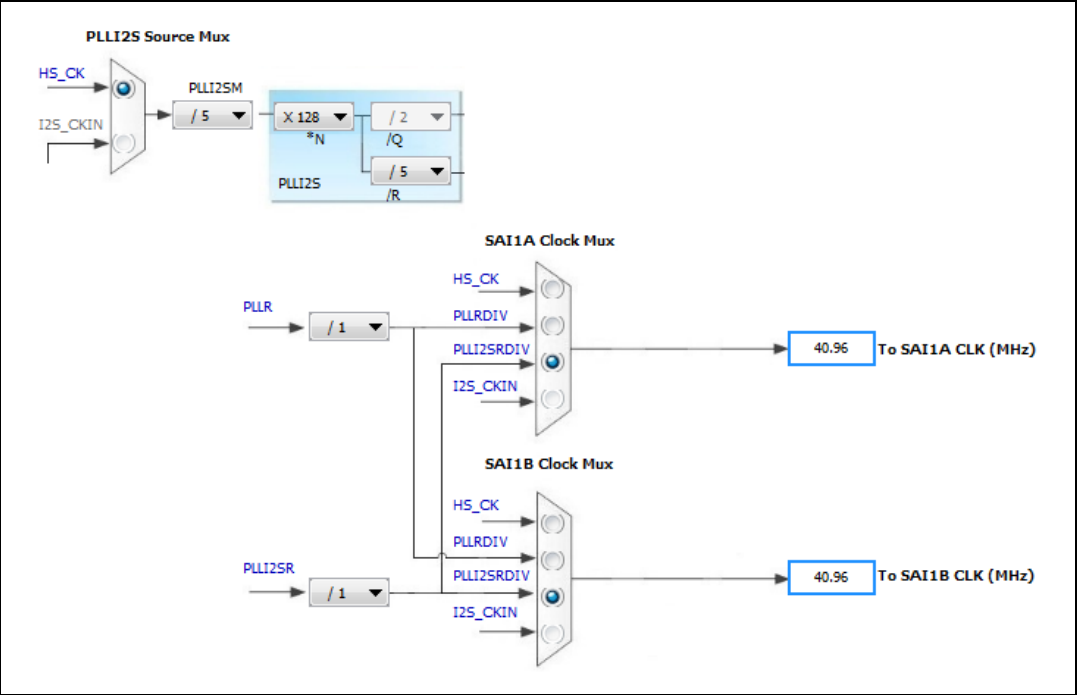 PLLI2S Source Mux
HS_CK
PLLI2SM
/ 5
I2S_CKIN
X 128
*N
/ 2
/Q
/ 5
/R
PLLI2S
SAI1A Clock Mux
HS_CK
PLLR
/ 1
PLLRDIV
PLLI2SRDIV
I2S_CKIN
40.96
To SAI1A CLK (MHz)
SAI1B Clock Mux
HS_CK
PLLRDIV
PLLI2SR
/ 1
PLLI2SRDIV
I2S_CKIN
40.96
To SAI1B CLK (MHz)